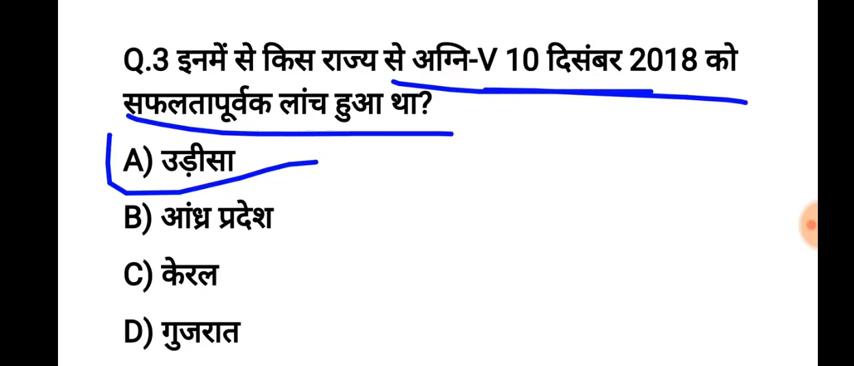 Q.3 इनमें से किस राज्य से अग्नि-V 10 दिसंबर 2018 को
सफलतापूर्वक लांच हुआ था?
A) उड़ीसा
B) आंध्र प्रदेश
C) केरल
D) गुजरात